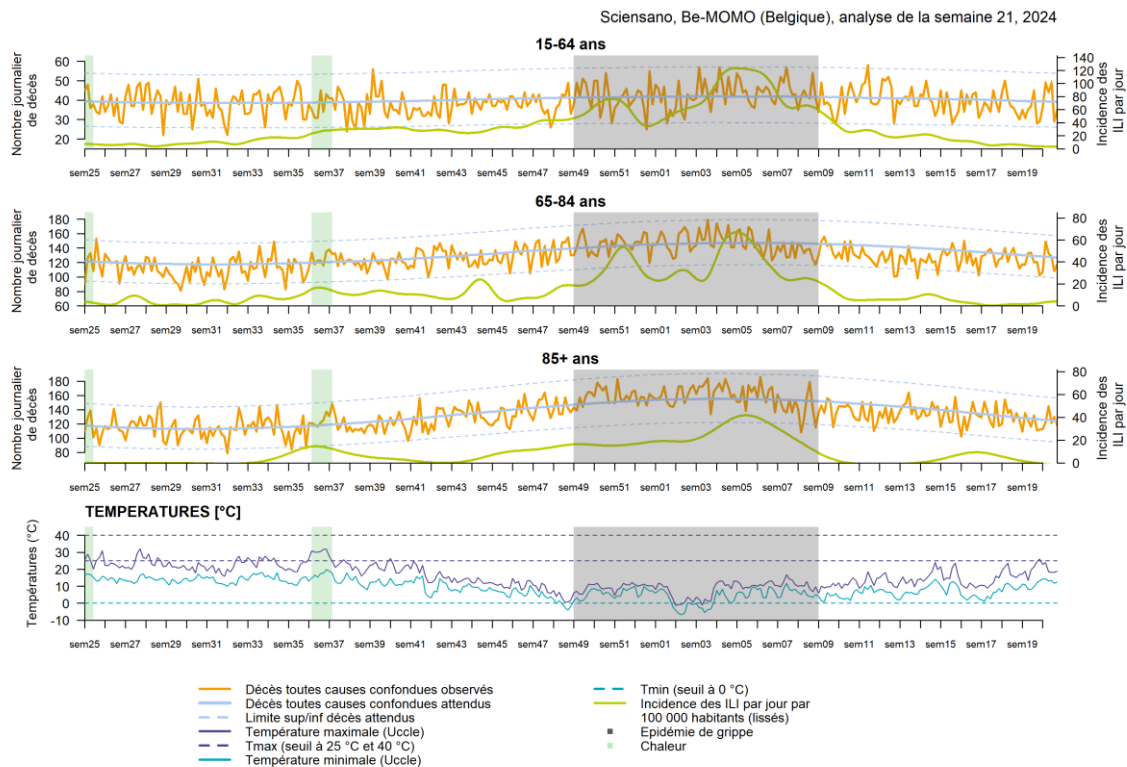 Sciensano, Be-MOMO (Belgique), analyse de la semaine 21, 2024
15-64 ans
Nombre journalier
de décès
60
50
40
30
20
140
120
100
80
60
40
20
0
Incidence des
ILI par jour
sem25 sem27 sem29 sem31 sem33 sem35 sem37 sem39 sem41 sem43 sem45 sem47 sem49 sem51 sem01 sem03 sem05 sem07 sem09 sem11 sem13 sem15 sem17 sem19
65-84 ans
Nombre journalier
de décès
180
160
140
120
100
80
60
80
60
40
20
0
Incidence des
ILI par jour
sem25 sem27 sem29 sem31 sem33 sem35 sem37 sem39 sem41 sem43 sem45 sem47 sem49 sem51 sem01 sem03 sem05 sem07 sem09 sem11 sem13 sem15 sem17 sem19
85+ ans
Nombre journalier
de décès
180
160
140
120
100
80
80
60
40
20
0
Incidence des
ILI par jour
sem25 sem27 sem29 sem31 sem33 sem35 sem37 sem39 sem41 sem43 sem45 sem47 sem49 sem51 sem01 sem03 sem05 sem07 sem09 sem11 sem13 sem15 sem17 sem19
TEMPERATURES [°C]
Températures (°C)
40
30
20
10
0
-10
sem25 sem27 sem29 sem31 sem33 sem35 sem37 sem39 sem41 sem43 sem45 sem47 sem49 sem51 sem01 sem03 sem05 sem07 sem09 sem11 sem13 sem15 sem17 sem19
Décès toutes causes confondues observés
Décès toutes causes confondues attendus
Limite sup/inf décès attendus
Température maximale (Uccle)
Tmax (seuil à 25 °C et 40 °C)
Température minimale (Uccle)
Tmin (seuil à 0 °C)
Incidence des ILI par jour par
100 000 habitants (lissés)
Epidémie de grippe
Chaleur